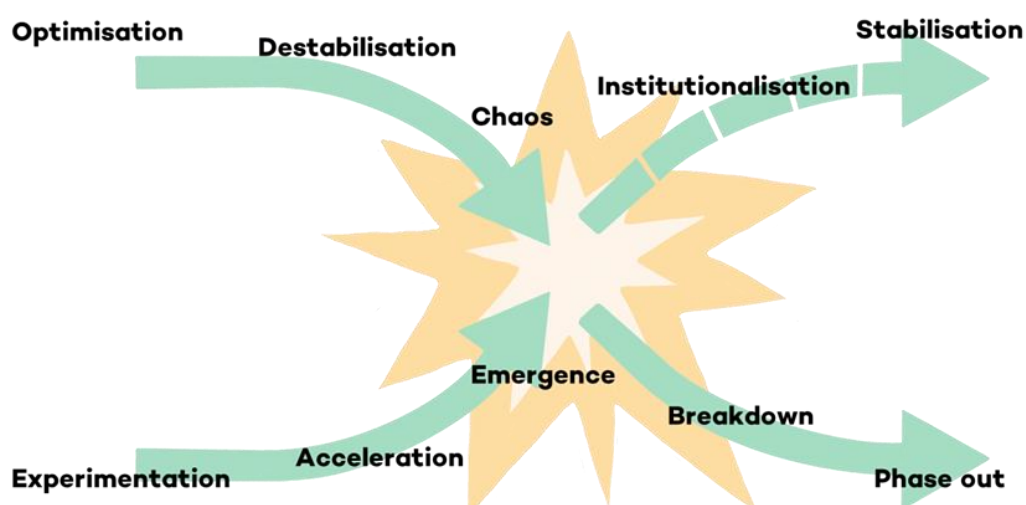 Optimisation
Destabilisation
Chaos
Institutionalisation
Stabilisation
Experimentation
Acceleration
Emergence
Breakdown
Phase out